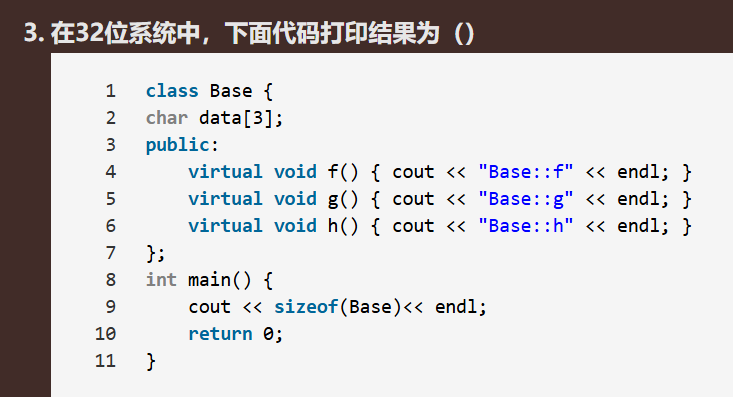 3. 在32位系统中，下面代码打印结果为（）
1 class Base {
2 char data[3];
3 public:
4     virtual void f() { cout << "Base::f" << endl; }
5     virtual void g() { cout << "Base::g" << endl; }
6     virtual void h() { cout << "Base::h" << endl; }
7 };
8 int main() {
9     cout << sizeof(Base)<< endl;
10     return 0;
11 }